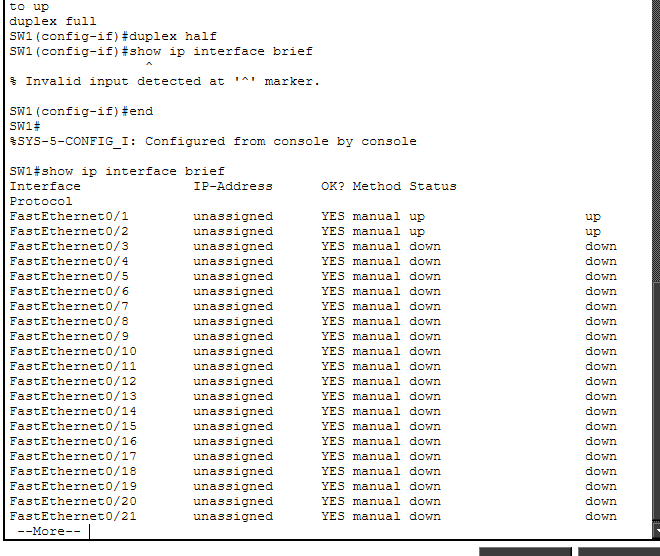 to up
duplex full
SW1(config-if)#duplex half
SW1(config-if)#show ip interface brief
^
% Invalid input detected at '^' marker.
SW1(config-if)#end
SW1#
%SYS-5-CONFIG_I: Configured from console by console
SW1#show ip interface brief
Interface IP-Address OK? Method Status
Protocol
FastEthernet0/1 unassigned YES manual up up
FastEthernet0/2 unassigned YES manual up up
FastEthernet0/3 unassigned YES manual down down
FastEthernet0/4 unassigned YES manual down down
FastEthernet0/5 unassigned YES manual down down
FastEthernet0/6 unassigned YES manual down down
FastEthernet0/7 unassigned YES manual down down
FastEthernet0/8 unassigned YES manual down down
FastEthernet0/9 unassigned YES manual down down
FastEthernet0/10 unassigned YES manual down down
FastEthernet0/11 unassigned YES manual down down
FastEthernet0/12 unassigned YES manual down down
FastEthernet0/13 unassigned YES manual down down
FastEthernet0/14 unassigned YES manual down down
FastEthernet0/15 unassigned YES manual down down
FastEthernet0/16 unassigned YES manual down down
FastEthernet0/17 unassigned YES manual down down
FastEthernet0/18 unassigned YES manual down down
FastEthernet0/19 unassigned YES manual down down
FastEthernet0/20 unassigned YES manual down down
FastEthernet0/21 unassigned YES manual down down
--More--